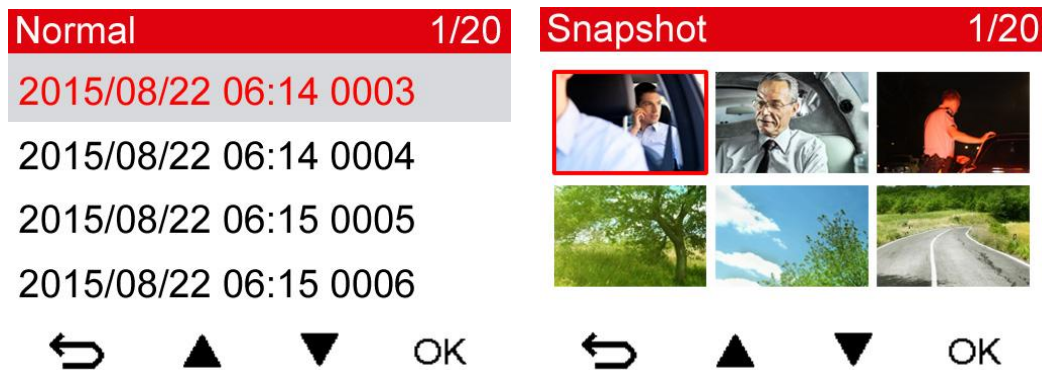 Normal 1/20
2015/08/22 06:14 0003
2015/08/22 06:14 0004
2015/08/22 06:15 0005
2015/08/22 06:15 0006
OK
Snapshot 1/20
OK